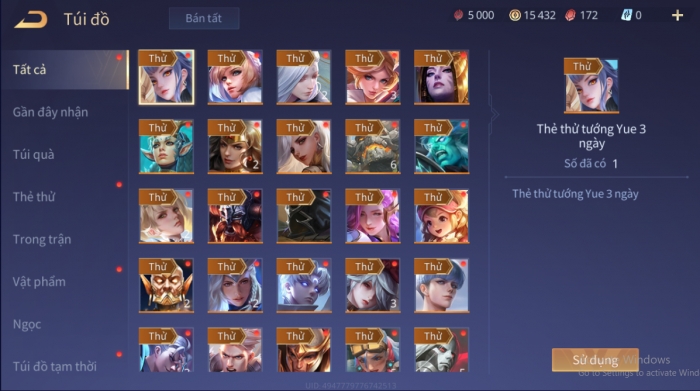 Túi đồ
Bán tất
5 000
15 432
172
0
Tất cả
Gần đây nhận
Túi quà
Thẻ thử
Trong trận
Vật phẩm
Ngọc
Túi đồ tạm thời
Thử Thử Thử Thử Thử
2 3
Thử Thử Thử Thử Thử
2 6
Thử Thử Thử Thử Thử
Thử Thử Thử Thử Thử
2 3
Thử Thử Thử Thử Thử
Thử
Thẻ thử tướng Yue 3
ngày
Số đã có 1
Thẻ thử tướng Yue 3 ngày
Sử dụng
Windows
Go to Settings to activate Wind